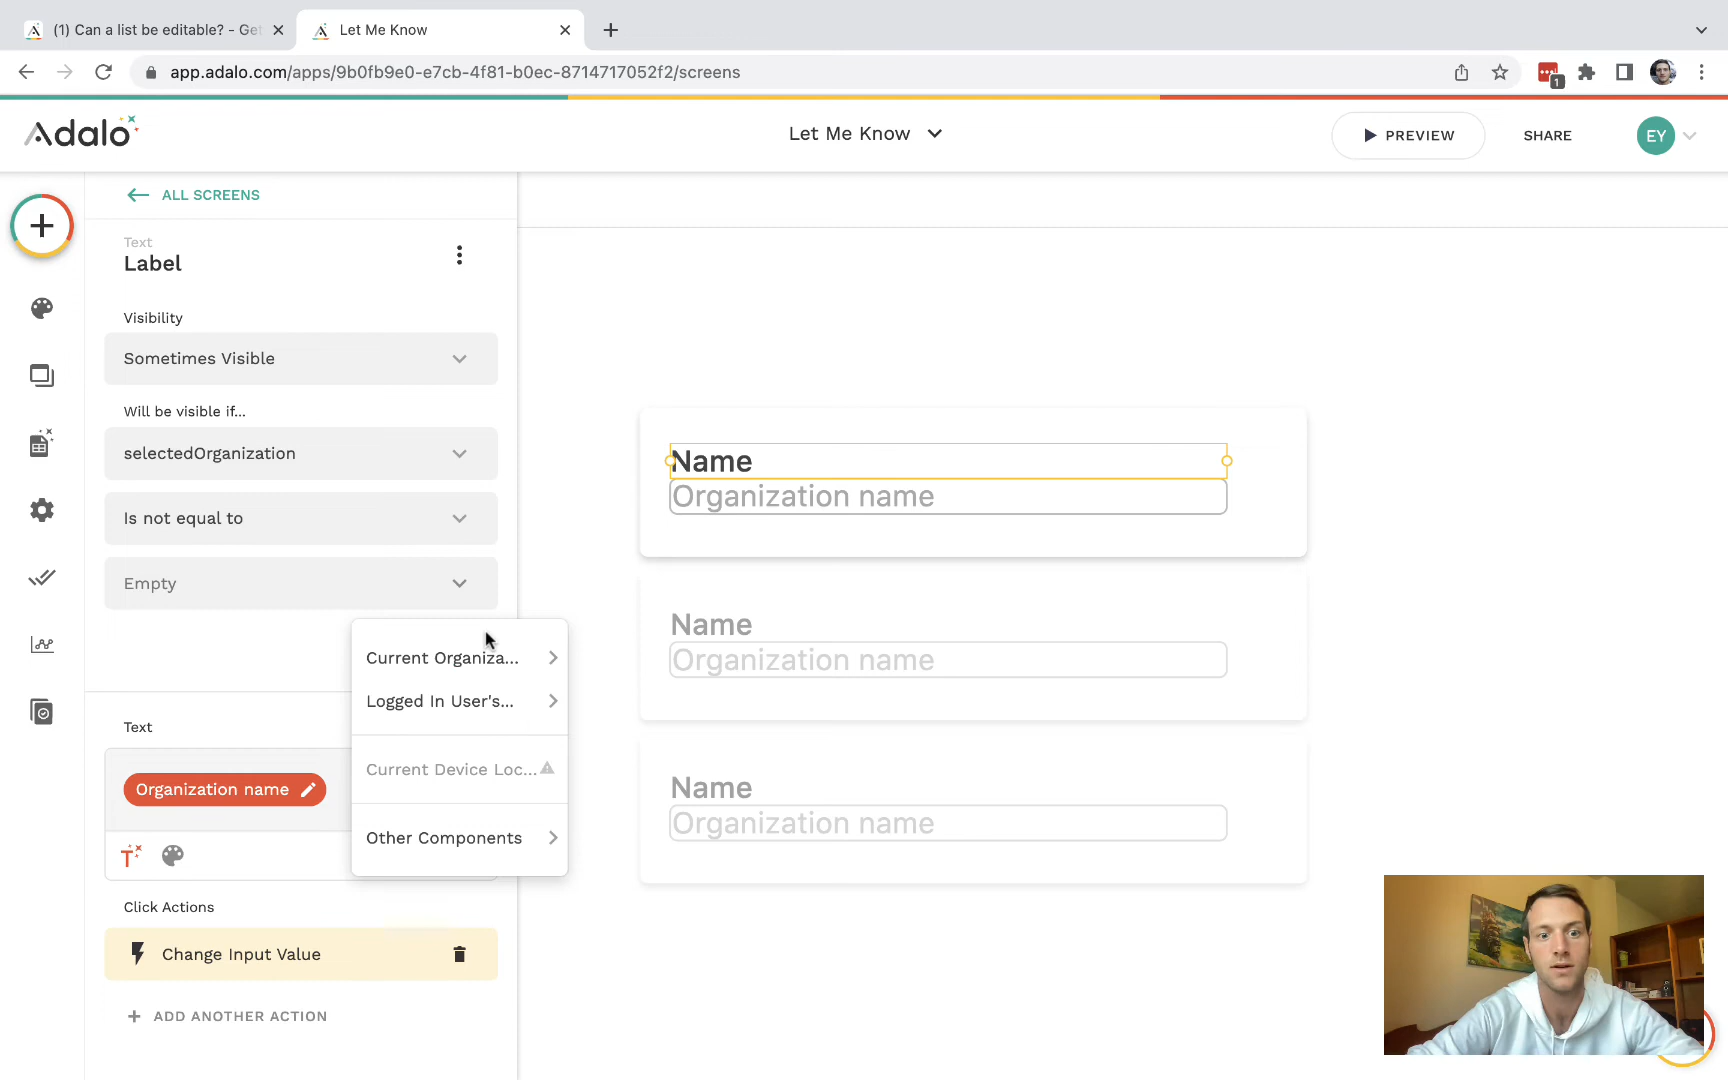 (1) Can a list be editable? - Get
Let Me Know
app.adalo.com/apps/9b0fb9e0-e7cb-4f81-b0ec-8714717052f2/screens
1
Adalo
Let Me Know
PREVIEW
SHARE
EY
ALL SCREENS
Text
Label
Visibility
Sometimes Visible
Will be visible if...
selectedOrganization
Is not equal to
Empty
Current Organiza...
Logged In User's...
Current Device Loc...
Other Components
Text
Organization name
Click Actions
Change Input Value
ADD ANOTHER ACTION
Name
Organization name
Name
Organization name
Name
Organization name